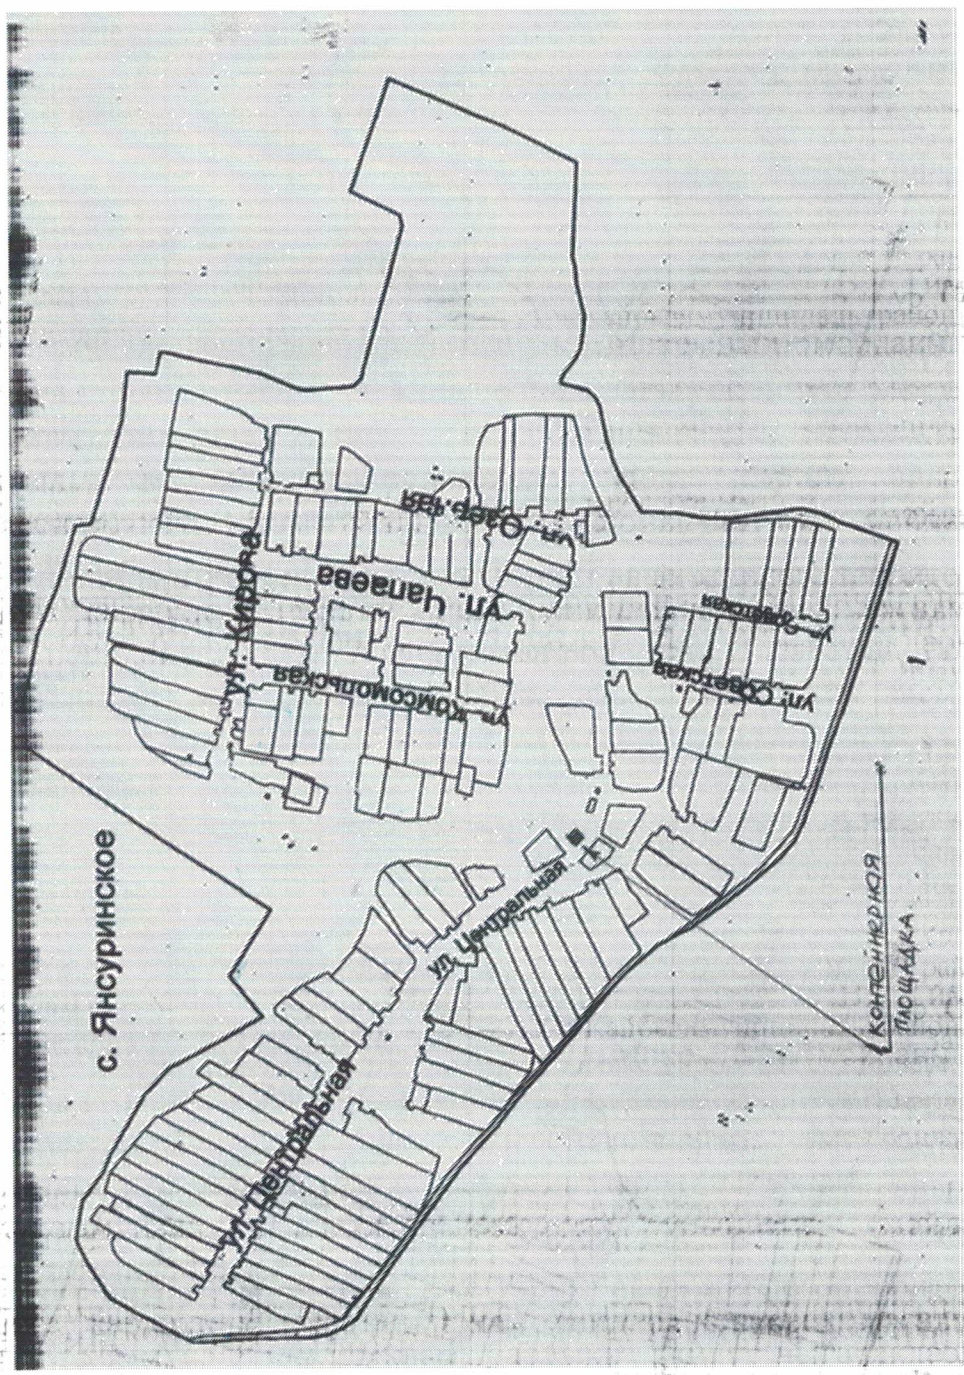 с. Янсуринское
ул. Кирова
ул. Чапаева
ул. Озерная
ул. Комсомольская
ул. Советская
ул. Советская
ул. Центральная
ул. Центральная
Контейнерная
площадка